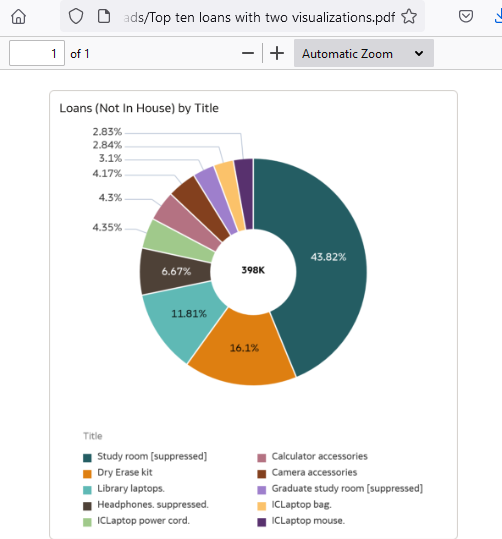 ads/Top ten loans with two visualizations.pdf
1 of 1 Automatic Zoom
Loans (Not In House) by Title
2.83%
2.84%
3.1%
4.17%
4.3%
4.35%
43.82%
398K
6.67%
11.81%
16.1%
Title
Study room [suppressed] Calculator accessories
Dry Erase kit Camera accessories
Library laptops. Graduate study room [suppressed]
Headphones. suppressed. ICLaptop bag.
ICLaptop power cord. ICLaptop mouse.